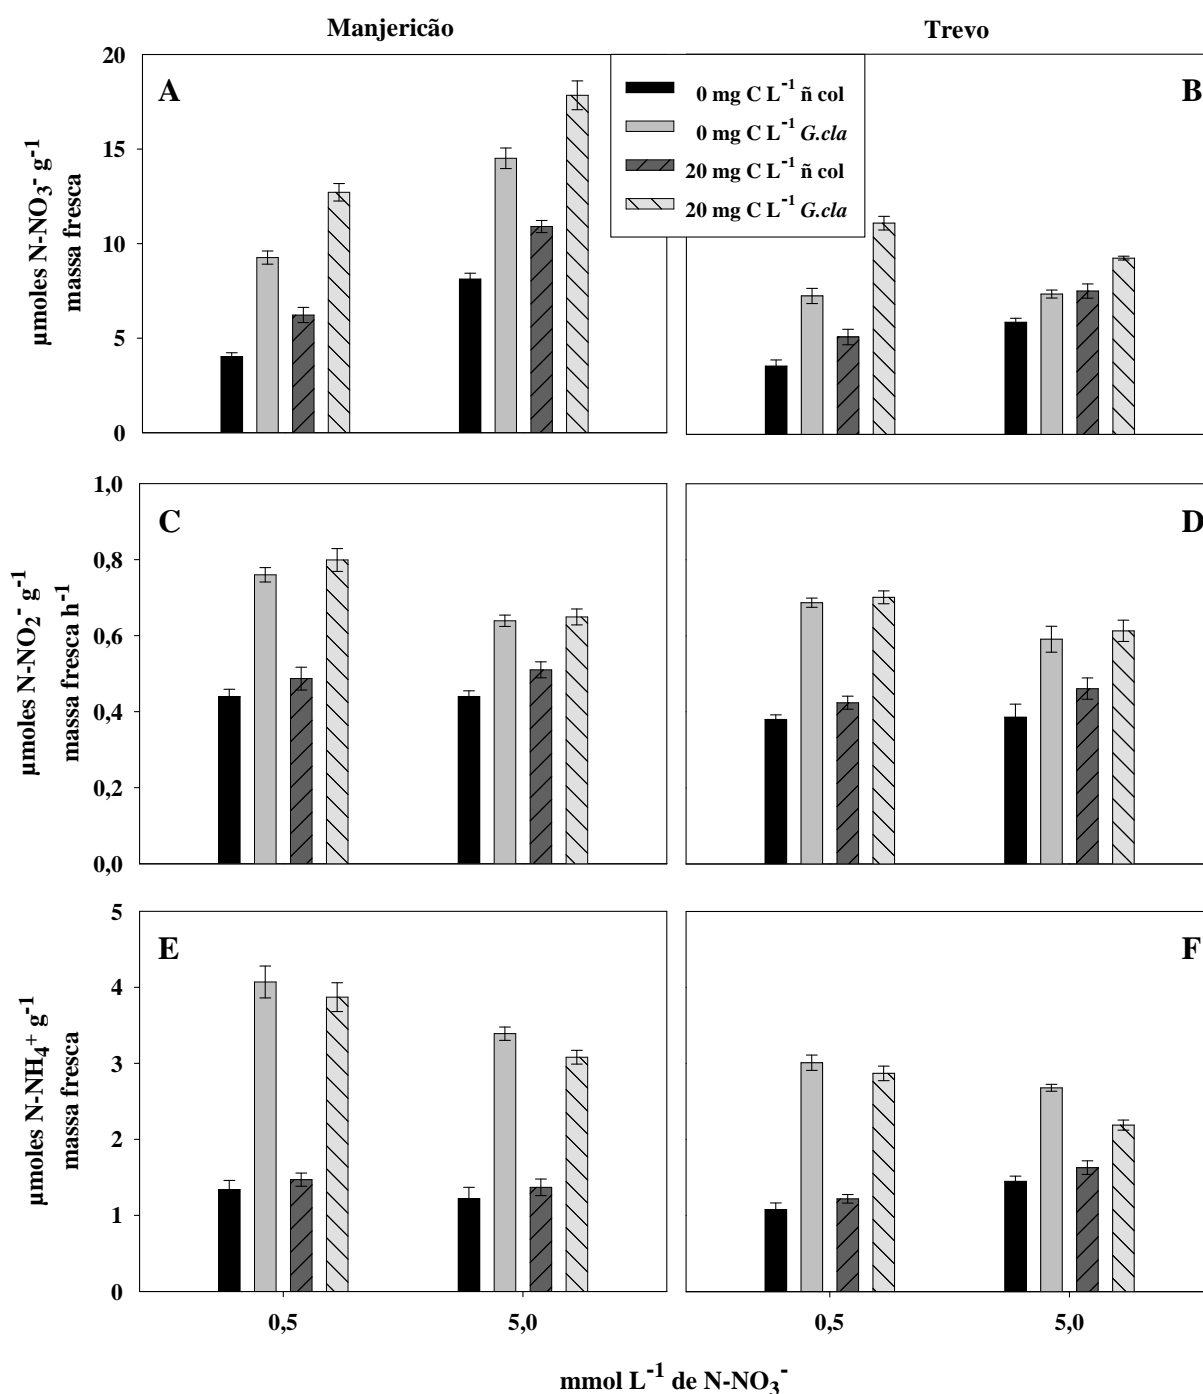 Manjericão
Trevo
20
15
10
5
0
A
B
0 mg C L⁻¹ ñ col
0 mg C L⁻¹ G.cla
20 mg C L⁻¹ ñ col
20 mg C L⁻¹ G.cla
µmoles N-NO₃⁻ g⁻¹
massa fresca
1,0
0,8
0,6
0,4
0,2
0,0
C
D
µmoles N-NO₂⁻ g⁻¹
massa fresca h⁻¹
5
4
3
2
1
0
E
F
µmoles N-NH₄⁺ g⁻¹
massa fresca
0,5
5,0
0,5
5,0
mmol L⁻¹ de N-NO₃⁻